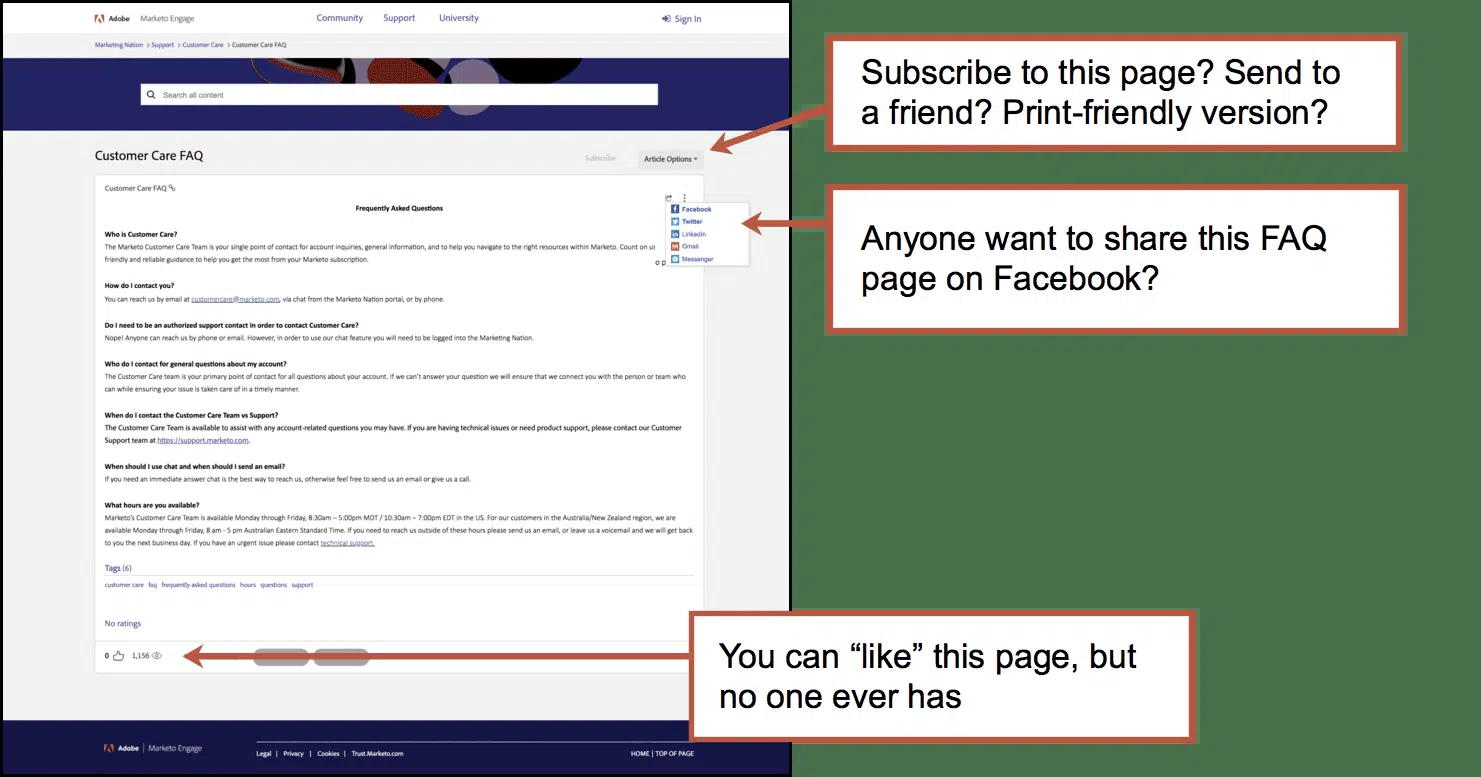 Adobe Marketo Engage Community Support University Sign In
Marketing Nation > Support > Customer Care > Customer Care FAQ
Search all content
Customer Care FAQ
Subscribe Article Options
Customer Care FAQ
Frequently Asked Questions
Facebook
Twitter
LinkedIn
Gmail
Messenger
Who is Customer Care?
The Marketo Customer Care Team is your single point of contact for account inquiries, general information, and to help you navigate to the right resources within Marketo. Count on us
o p
friendly and reliable guidance to help you get the most from your Marketo subscription.
How do I contact you?
You can reach us by email at customercare@marketo.com, via chat from the Marketo Nation portal, or by phone.
Do I need to be an authorized support contact in order to contact Customer Care?
Nope! Anyone can reach us by phone or email. However, in order to use our chat feature you will need to be logged into the Marketing Nation.
Who do I contact for general questions about my account?
The Customer Care team is your primary point of contact for all questions about your account. If we can't answer your question we will ensure that we connect you with the person or team who
can while ensuring your issue is taken care of in a timely manner.
When do I contact the Customer Care Team vs Support?
The Customer Care Team is available to assist with any account-related questions you may have. If you are having technical issues or need product support, please contact our Customer
Support team at https://support.marketo.com.
When should I use chat and when should I send an email?
If you need an immediate answer chat is the best way to reach us, otherwise feel free to send us an email or give us a call.
What hours are you available?
Marketo's Customer Care Team is available Monday through Friday, 8:30am – 5:00pm MDT / 10:30am – 7:00pm EDT in the US. For our customers in the Australia/New Zealand region, we are
available Monday through Friday, 8 am - 5 pm Australian Eastern Standard Time. If you need to reach us outside of these hours please send us an email, or leave us a voicemail and we will get back
to you the next business day. If you have an urgent issue please contact technical support.
Tags (6)
customer care faq frequently asked questions hours questions support
No ratings
0 1,156
Adobe | Marketo Engage
Legal | Privacy | Cookies | Trust.Marketo.com
HOME | TOP OF PAGE
Subscribe to this page? Send to
a friend? Print-friendly version?
Anyone want to share this FAQ
page on Facebook?
You can “like” this page, but
no one ever has